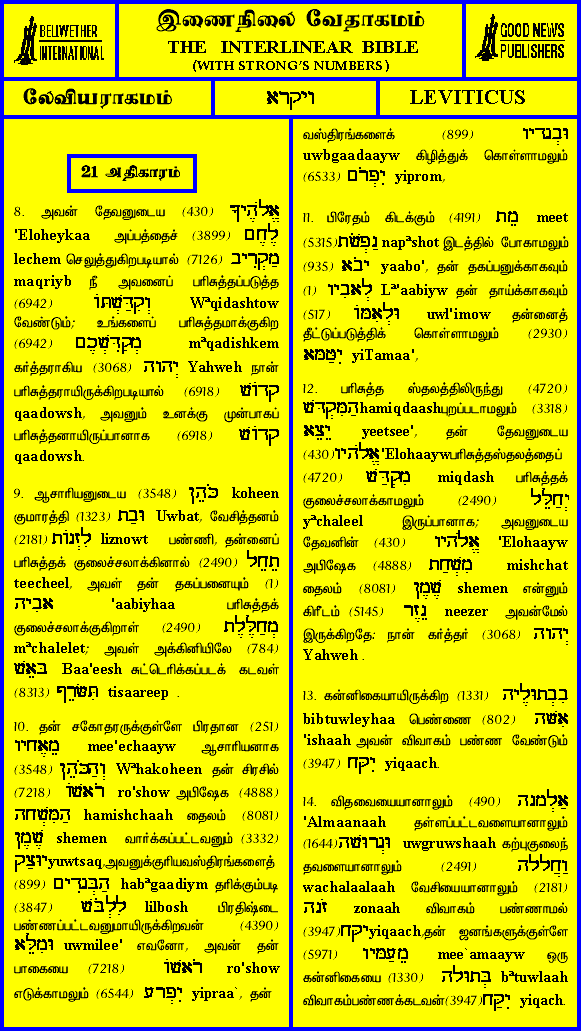 BELLWETHER
INTERNATIONAL
இணைநிலை வேதாகமம்
THE INTERLINEAR BIBLE
(WITH STRONG'S NUMBERS)
GOOD NEWS
PUBLISHERS
லேவியராகமம்
ויקרא
LEVITICUS
21 அதிகாரம்
8. அவன் தேவனுடைய (430) אֱלֹהֶיךָ
'Eloheykaa அப்பத்தைச் (3899) לֶחֶם
lechem செலுத்துகிறபடியால் (7126) מַקְרִיב
maqriyb நீ அவனைப் பரிசுத்தப்படுத்த
(6942) וְקִדַּשְׁתּוֹ Wªqidashtow
வேண்டும்; உங்களைப் பரிசுத்தமாக்குகிற
(6942) מְקַדִּשְׁכֶם mªqadishkem
கர்த்தராகிய (3068) יְהוָה Yahweh நான்
பரிசுத்தராயிருக்கிறபடியால் (6918) קָדוֹשׁ
qaadowsh, அவனும் உனக்கு முன்பாகப்
பரிசுத்தனாயிருப்பானாக (6918) קָדוֹשׁ
qaadowsh.
9. ஆசாரியனுடைய (3548) כֹּהֵן koheen
குமாரத்தி (1323) וּבַת Uwbat, வேசித்தனம்
(2181) לִזְנוֹת liznowt பண்ணி, தன்னைப்
பரிசுத்தக் குலைச்சலாக்கினால் (2490) תֵחֵל
teecheel, அவள் தன் தகப்பனையும் (1)
אָבִיהָ 'aabiyhaa பரிசுத்தக்
குலைச்சலாக்குகிறாள் (2490) מְחַלֶּלֶת
mªchalelet; அவள் அக்கினியிலே (784)
בָּאֵשׁ Baa'eesh சுட்டெரிக்கப்படக் கடவள்
(8313) תִּשָּׂרֵף tisaareep .
10. தன் சகோதரருக்குள்ளே பிரதான (251)
מֵאֶחָיו mee'echaayw ஆசாரியனாக
(3548) וְהַכֹּהֵן Wªhakoheen தன் சிரசில்
(7218) רֹאשׁוֹ ro'show அபிஷேக (4888)
הַמִּשְׁחָה hamishchaah தைலம் (8081)
שֶׁמֶן shemen வார்க்கப்பட்டவனும் (3332)
יוּצַק yuwtsaq,அவனுக்குரியவஸ்திரங்களைத்
(899) הַבְּגָדִים habªgaadiym தரிக்கும்படி
(3847) לִלְבֹּשׁ lilbosh பிரதிஷ்டை
பண்ணப்பட்டவனுமாயிருக்கிறவன் (4390)
וּמִלֵּא uwmilee' எவனோ, அவன் தன்
பாகையை (7218) רֹאשׁוֹ ro'show
எடுக்காமலும் (6544) יִפְרָע yipraa`, தன்
வஸ்திரங்களைக் (899) וּבְגָדָיו
uwbgaadaayw கிழித்துக் கொள்ளாமலும்
(6533) יִפְרֹם yiprom,
11. பிரேதம் கிடக்கும் (4191) מֵת meet
(5315) נַפְשֹׁת napªshot இடத்தில் போகாமலும்
(935) יָבֹא yaabo', தன் தகப்பனுக்காகவும்
(1) לְאָבִיו Lª'aabiyw தன் தாய்க்காகவும்
(517) וּלְאִמּוֹ uwl'imow தன்னைத்
தீட்டுப்படுத்திக் கொள்ளாமலும் (2930)
יִטַּמָּא yiTamaa',
12. பரிசுத்த ஸ்தலத்திலிருந்து (4720)
הַמִּקְדָּשׁ hamiqdaashபுறப்படாமலும் (3318)
יֵצֵא yeetsee', தன் தேவனுடைய
(430) אֱלֹהָיו 'Elohaaywபரிசுத்தஸ்தலத்தைப்
(4720) מִקְדַּשׁ miqdash பரிசுத்தக்
குலைச்சலாக்காமலும் (2490) יְחַלֵּל
yªchaleel இருப்பானாக; அவனுடைய
தேவனின் (430) אֱלֹהָיו 'Elohaayw
அபிஷேக (4888) מִשְׁחַת mishchat
தைலம் (8081) שֶׁמֶן shemen என்னும்
கிரீடம் (5145) נֵזֶר neezer அவன்மேல்
இருக்கிறதே; நான் கர்த்தர் (3068) יְהוָה
Yahweh .
13. கன்னிகையாயிருக்கிற (1331) בִבְתוּלֶיהָ
bibtuwleyhaa பெண்ணை (802) אִשָּׁה
'ishaah அவன் விவாகம் பண்ண வேண்டும்
(3947) יִקָּח yiqaach.
14. விதவையையானாலும் (490) אַלְמָנָה
'Almaanaah தள்ளப்பட்டவளையானாலும்
(1644) וּגְרוּשָׁה uwgruwshaah கற்புகுலைந்
தவளையானாலும் (2491) וַחֲלָלָה
wachalaalaah வேசியையானாலும் (2181)
זֹנָה zonaah விவாகம் பண்ணாமல்
(3947) יִקָּח yiqaach,தன் ஜனங்களுக்குள்ளே
(5971) מֵעַמָּיו mee`amaayw ஒரு
கன்னிகையை (1330) בְּתוּלָה bªtuwlaah
விவாகம்பண்ணக்கடவன்(3947) יִקַּח yiqach.